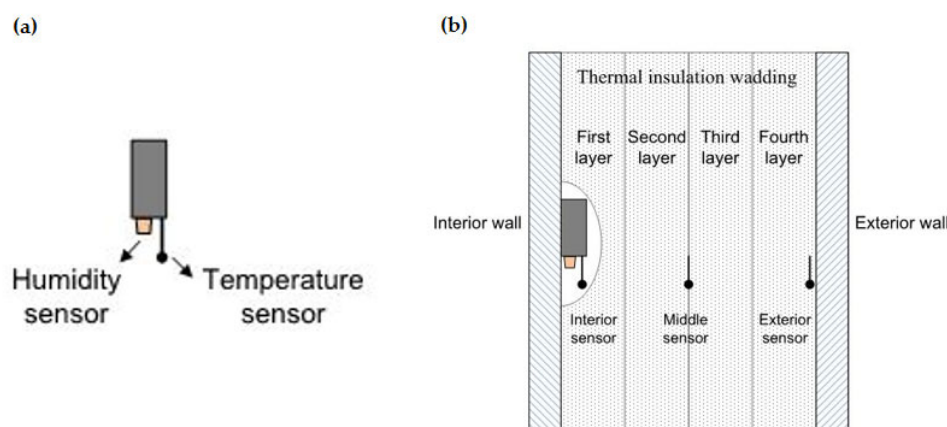 (a)
Humidity
sensor
Temperature
sensor
(b)
Thermal insulation wadding
First
layer
Second
layer
Third
layer
Fourth
layer
Interior wall
Exterior wall
Interior
sensor
Middle
sensor
Exterior
sensor